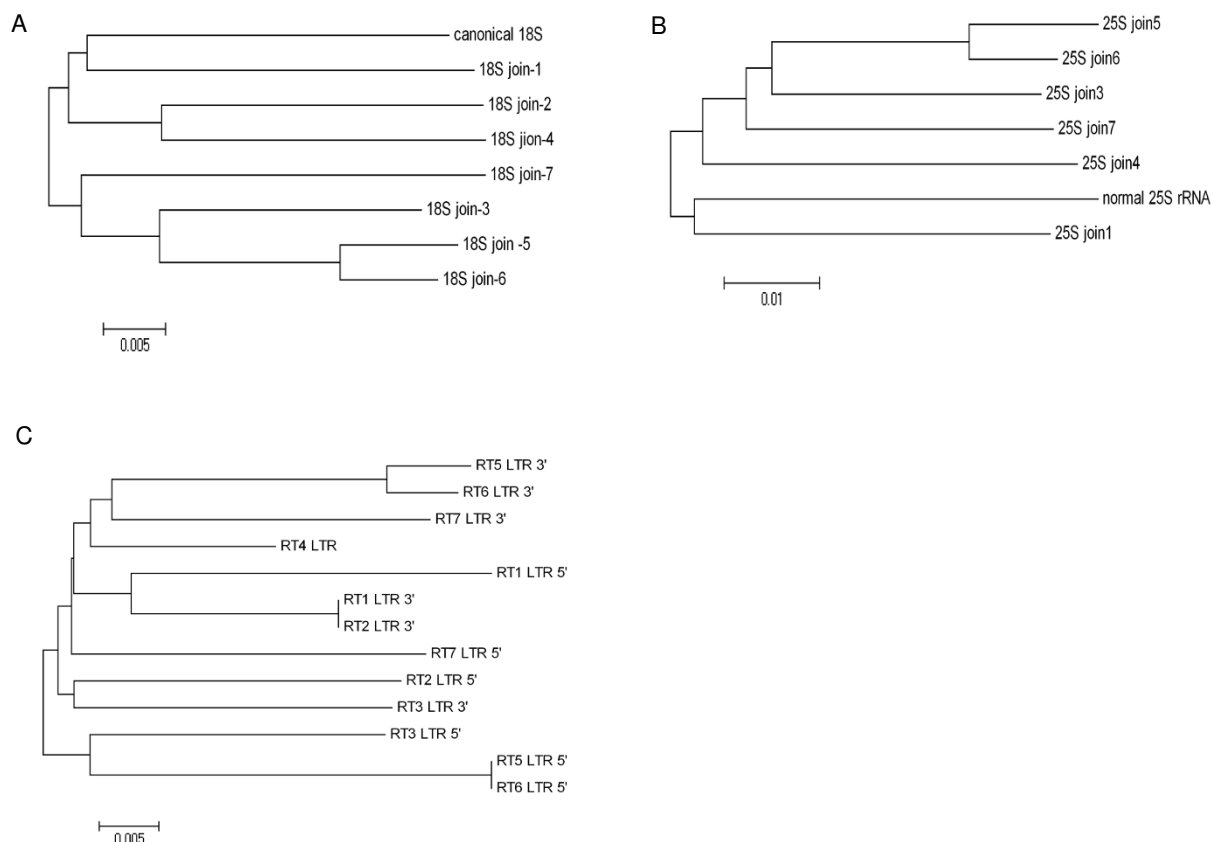 A
canonical 18S
18S join-1
18S join-2
18S jion-4
18S join-7
18S join-3
18S join -5
18S join-6
0.005
B
25S join5
25S join6
25S join3
25S join7
25S join4
normal 25S rRNA
25S join1
0.01
C
RT5 LTR 3'
RT6 LTR 3'
RT7 LTR 3'
RT4 LTR
RT1 LTR 5'
RT1 LTR 3'
RT2 LTR 3'
RT7 LTR 5'
RT2 LTR 5'
RT3 LTR 3'
RT3 LTR 5'
RT5 LTR 5'
RT6 LTR 5'
0.005